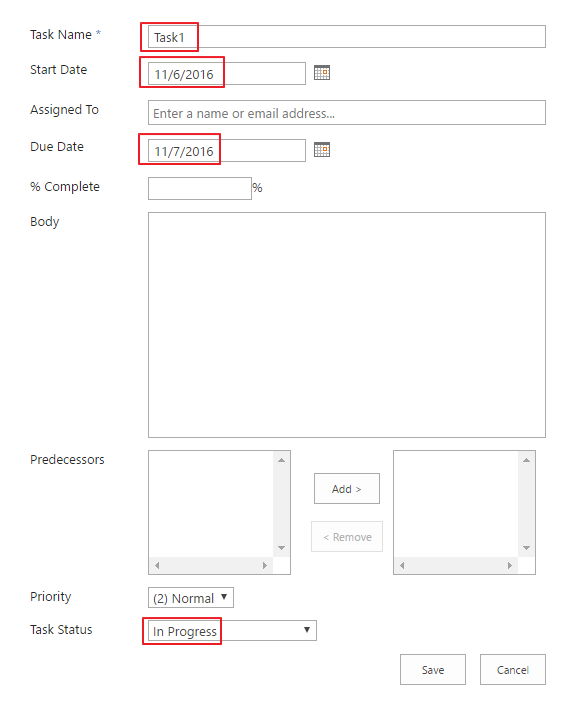 Task Name * Task1
Start Date 11/6/2016
Assigned To Enter a name or email address...
Due Date 11/7/2016
% Complete %
Body
Predecessors
Add >
< Remove
Priority (2) Normal
Task Status In Progress
Save Cancel